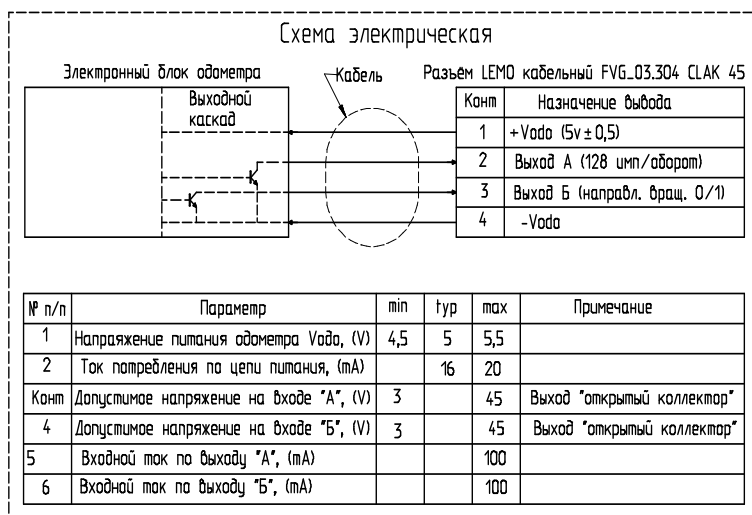 Схема электрическая
Электронный блок одометра
Кабель
Разъём LEMO кабельный FVG_03.304 CLAK 45
Выходной
каскад
Конт Назначение вывода
1 +Vodo (5v±0,5)
2 Выход А (128 имп/оборот)
3 Выход Б (направл. вращ. 0/1)
4 -Vodo
№ п/п Параметр min typ max Примечание
1 Напраяжение питания одометра Vодо, (V) 4,5 5 5,5
2 Ток потребления по цепи питания, (mA) 16 20
Конт Допустимое напряжение на входе "А", (V) 3 45 Выход "открытый коллектор"
4 Допустимое напряжение на входе "Б", (V) 3 45 Выход "открытый коллектор"
5 Входной ток по выходу "А", (mA) 100
6 Входной ток по выходу "Б", (mA) 100